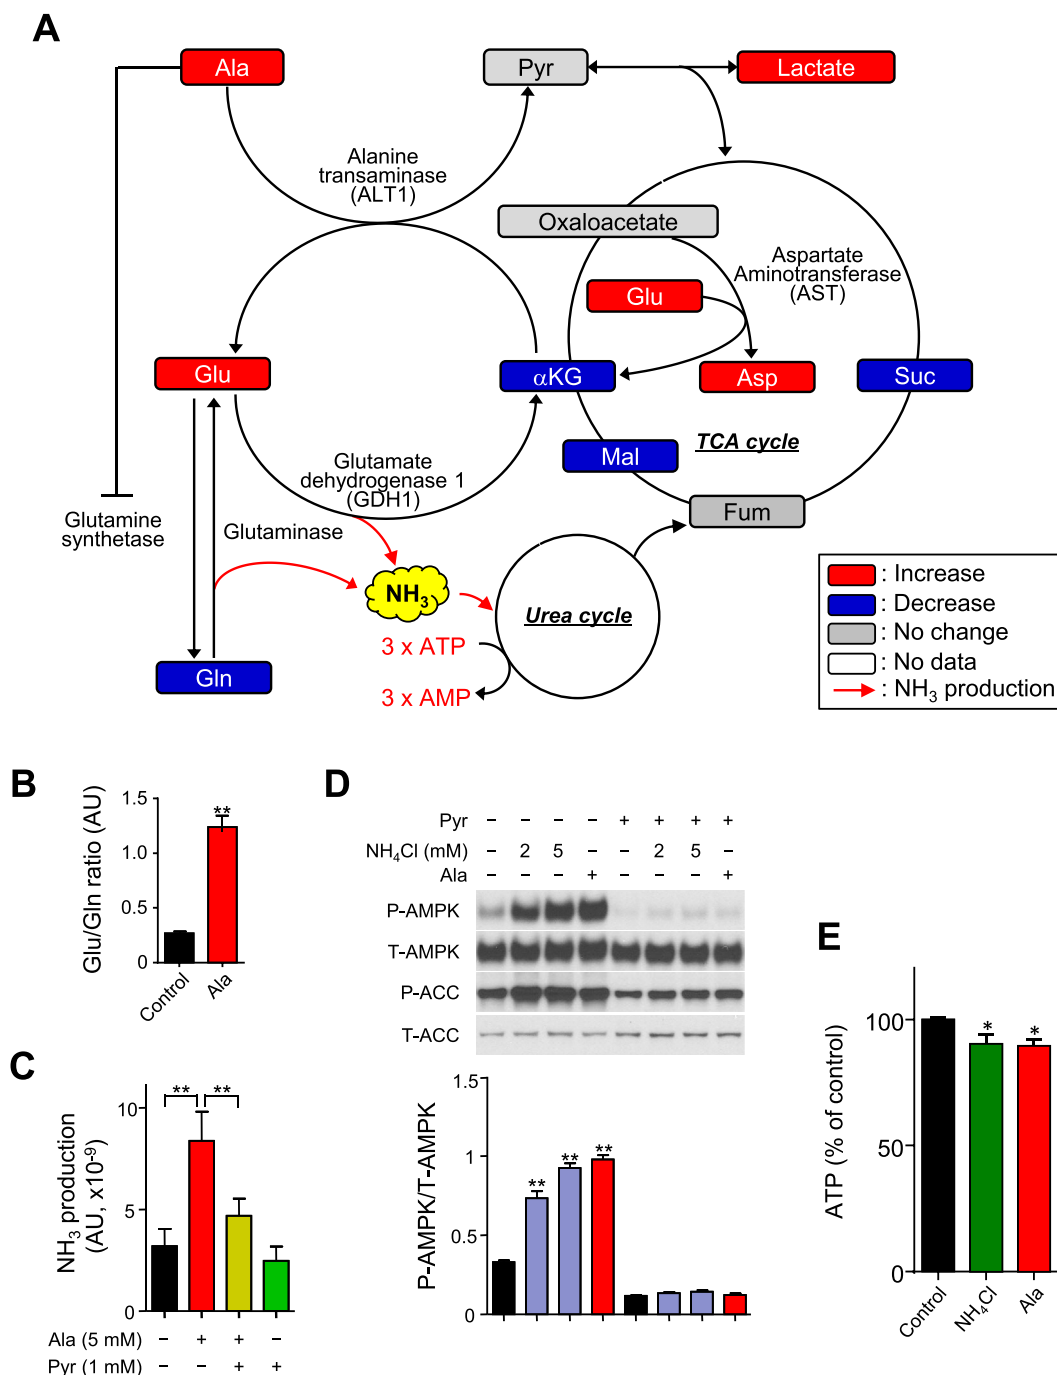 A
Ala
Pyr
Lactate
Alanine
transaminase
(ALT1)
Oxaloacetate
Aspartate
Aminotransferase
(AST)
Glu
Glu
αKG
Asp
Suc
TCA cycle
Mal
Glutamate
dehydrogenase 1
(GDH1)
Fum
Glutamine
synthetase
Glutaminase
NH3
Urea cycle
3 x ATP
3 x AMP
Gln
: Increase
: Decrease
: No change
: No data
: NH3 production
B
Glu/Gln ratio (AU)
1.5
1.0
0.5
0
**
Control
Ala
C
NH3 production
(AU, x10-9)
10
5
0
** **
Ala (5 mM) – + + –
Pyr (1 mM) – – + +
D
Pyr – – – – + + + +
NH4Cl (mM) – 2 5 – – 2 5 –
Ala – – – + – – – +
P-AMPK
T-AMPK
P-ACC
T-ACC
P-AMPK/T-AMPK
1.5
1
0.5
0
** ** **
E
ATP (% of control)
100
50
0
* *
Control
NH4Cl
Ala